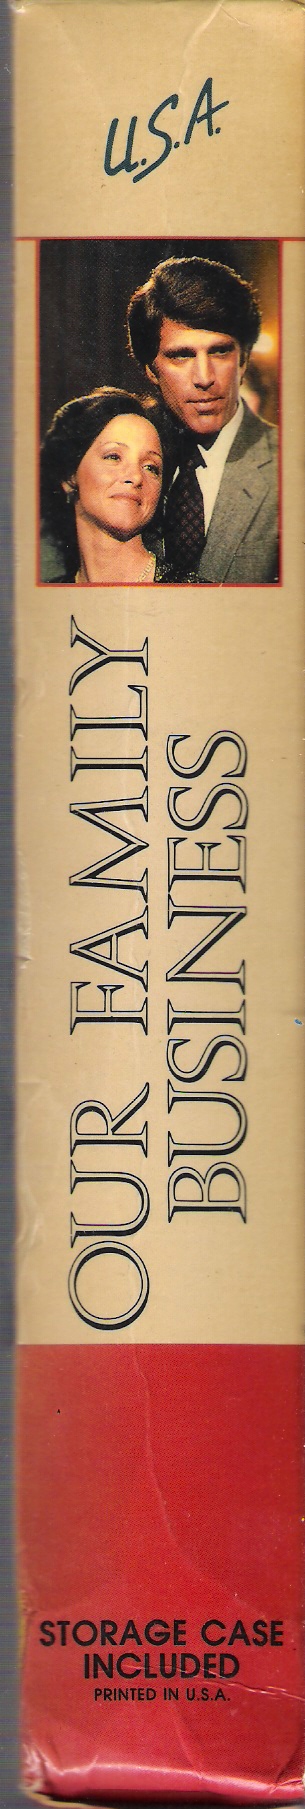 U.S.A.
OUR FAMILY
BUSINESS
STORAGE CASE
INCLUDED
PRINTED IN U.S.A.